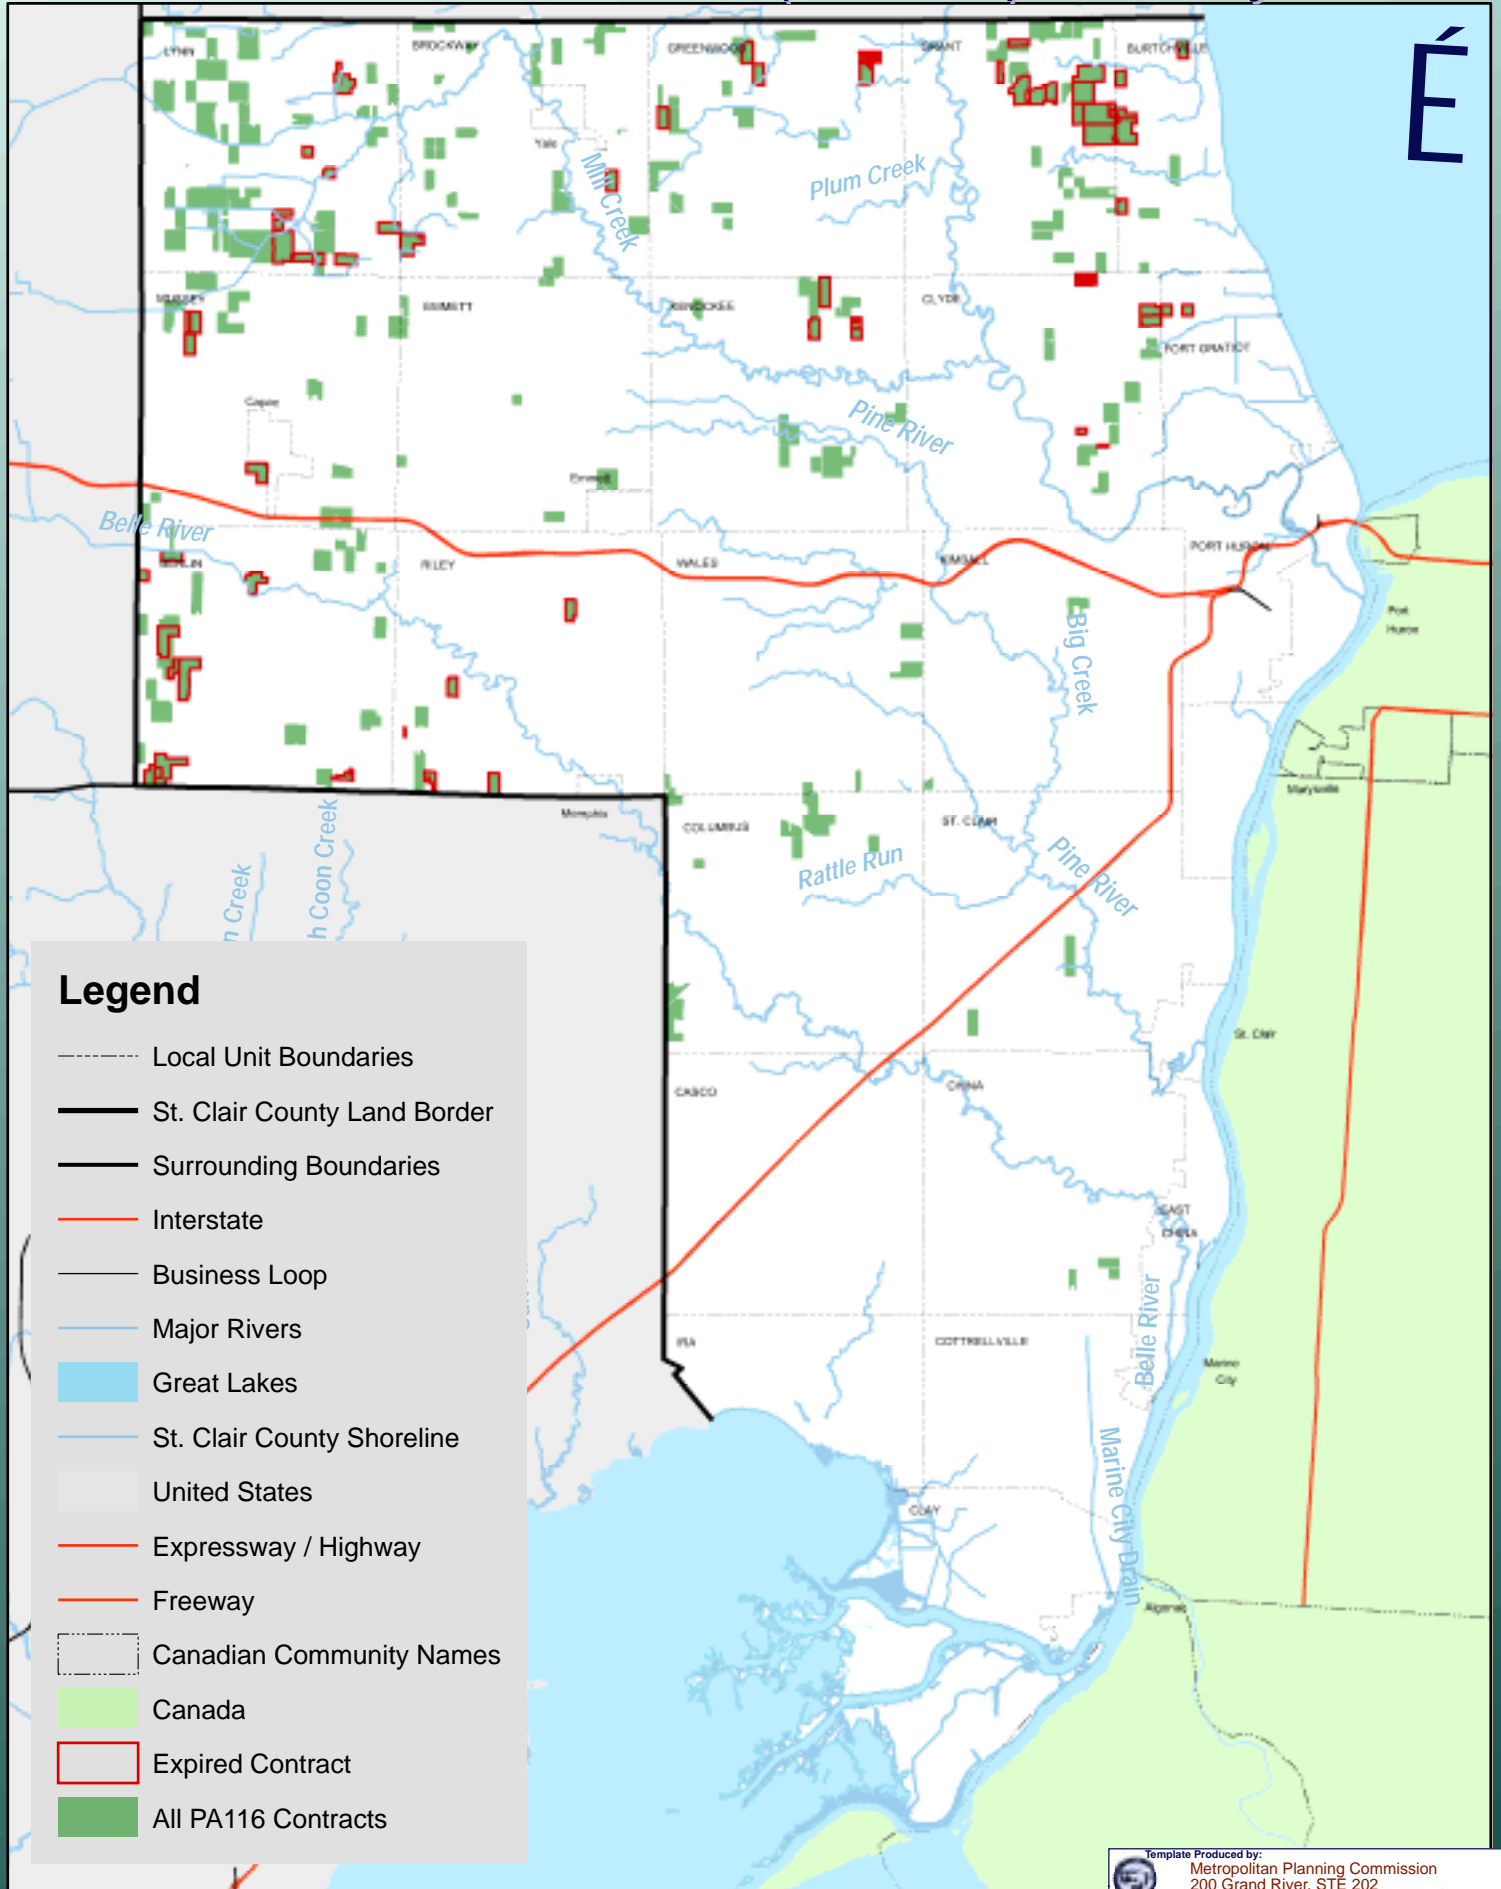 É
LYNN
BROCKWAY
GREENWOOD
GRANT
BURTCHVILLE
Yale
Mill Creek
Plum Creek
MUSSEY
EMMETT
KENOCKEE
CLYDE
FORT GRATIOT
Capac
Pine River
Emmett
Belle River
BERLIN
RILEY
WALES
KIMBALL
PORT HURON
Port
Huron
Big Creek
Marysville
Memphis
COLUMBUS
ST. CLAIR
Rattle Run
Pine River
n Creek
h Coon Creek
St. Clair
CASCO
CHINA
EAST
CHINA
Belle River
IRA
COTTRELLVILLE
Marine
City
Marine City Drain
CLAY
Algonac
Legend
Local Unit Boundaries
St. Clair County Land Border
Surrounding Boundaries
Interstate
Business Loop
Major Rivers
Great Lakes
St. Clair County Shoreline
United States
Expressway / Highway
Freeway
Canadian Community Names
Canada
Expired Contract
All PA116 Contracts
Template Produced by:
Metropolitan Planning Commission
200 Grand River, STE 202